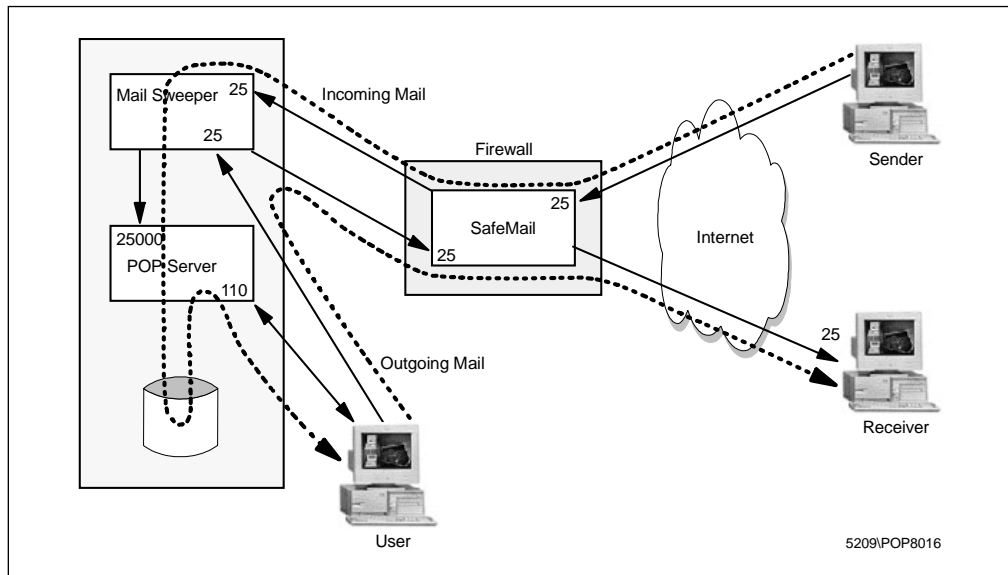 Mail Sweeper
25
25
Incoming Mail
Firewall
Sender
25
SafeMail
25
Internet
25000
POP Server
110
Outgoing Mail
25
Receiver
User
5209\POP8016